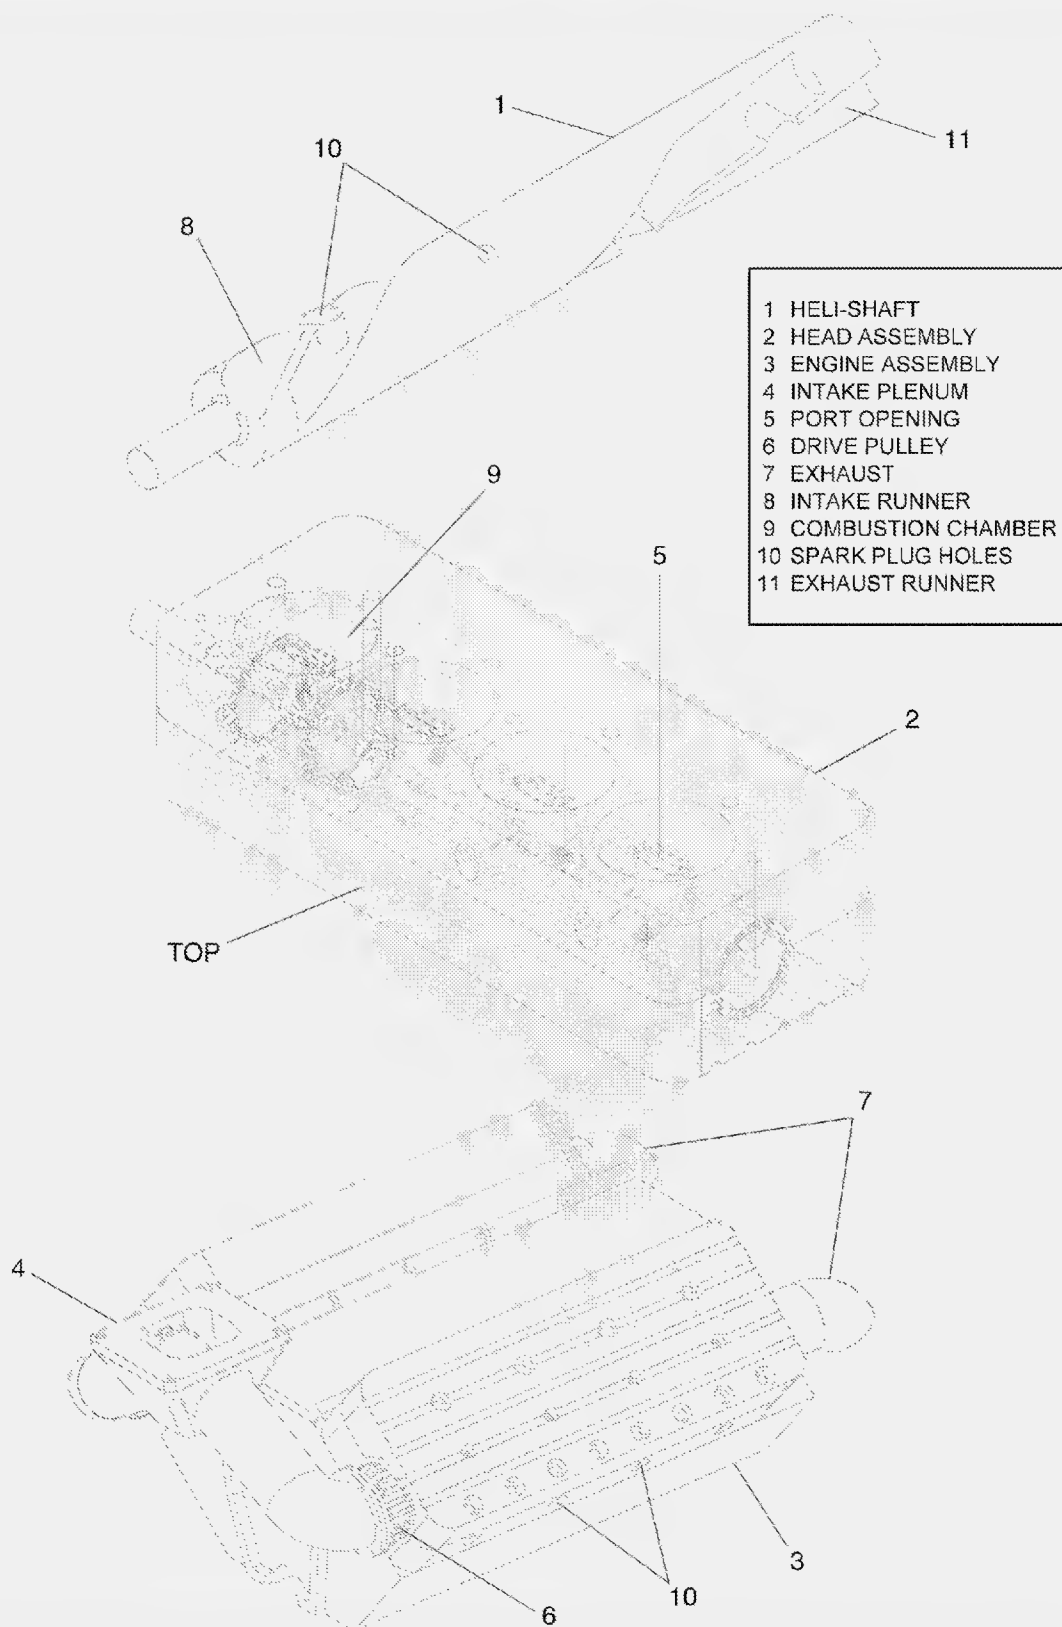 1
11
10
8
1 HELI-SHAFT
2 HEAD ASSEMBLY
3 ENGINE ASSEMBLY
4 INTAKE PLENUM
5 PORT OPENING
6 DRIVE PULLEY
7 EXHAUST
8 INTAKE RUNNER
9 COMBUSTION CHAMBER
10 SPARK PLUG HOLES
11 EXHAUST RUNNER
9
5
2
TOP
7
4
3
10
6